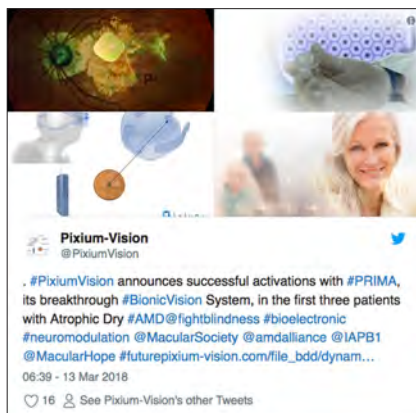 Pixium-Vision
@PixiumVision
. #PixiumVision announces successful activations with #PRIMA,
its breakthrough #BionicVision System, in the first three patients
with Atrophic Dry #AMD@fightblindness #bioelectronic
#neuromodulation @MacularSociety @amdalliance @IAPB1
@MacularHope #futurepixium-vision.com/file_bdd/dynam…
06:39 - 13 Mar 2018
16 See Pixium-Vision's other Tweets